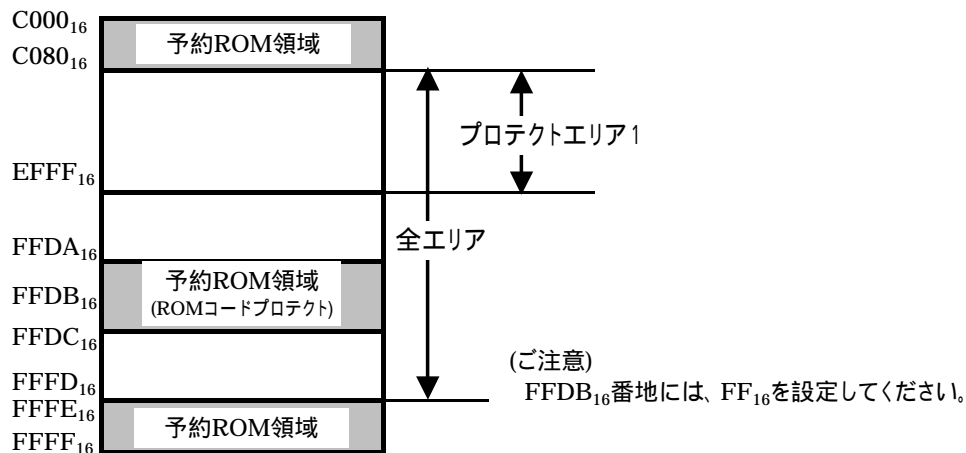 C000₁₆
予約ROM領域
C080₁₆
プロテクトエリア1
EFFF₁₆
全エリア
FFDA₁₆
予約ROM領域
FFDB₁₆
(ROMコードプロテクト)
FFDC₁₆
(ご注意)
FFDB₁₆番地には、FF₁₆を設定してください。
FFFD₁₆
FFFE₁₆
予約ROM領域
FFFF₁₆